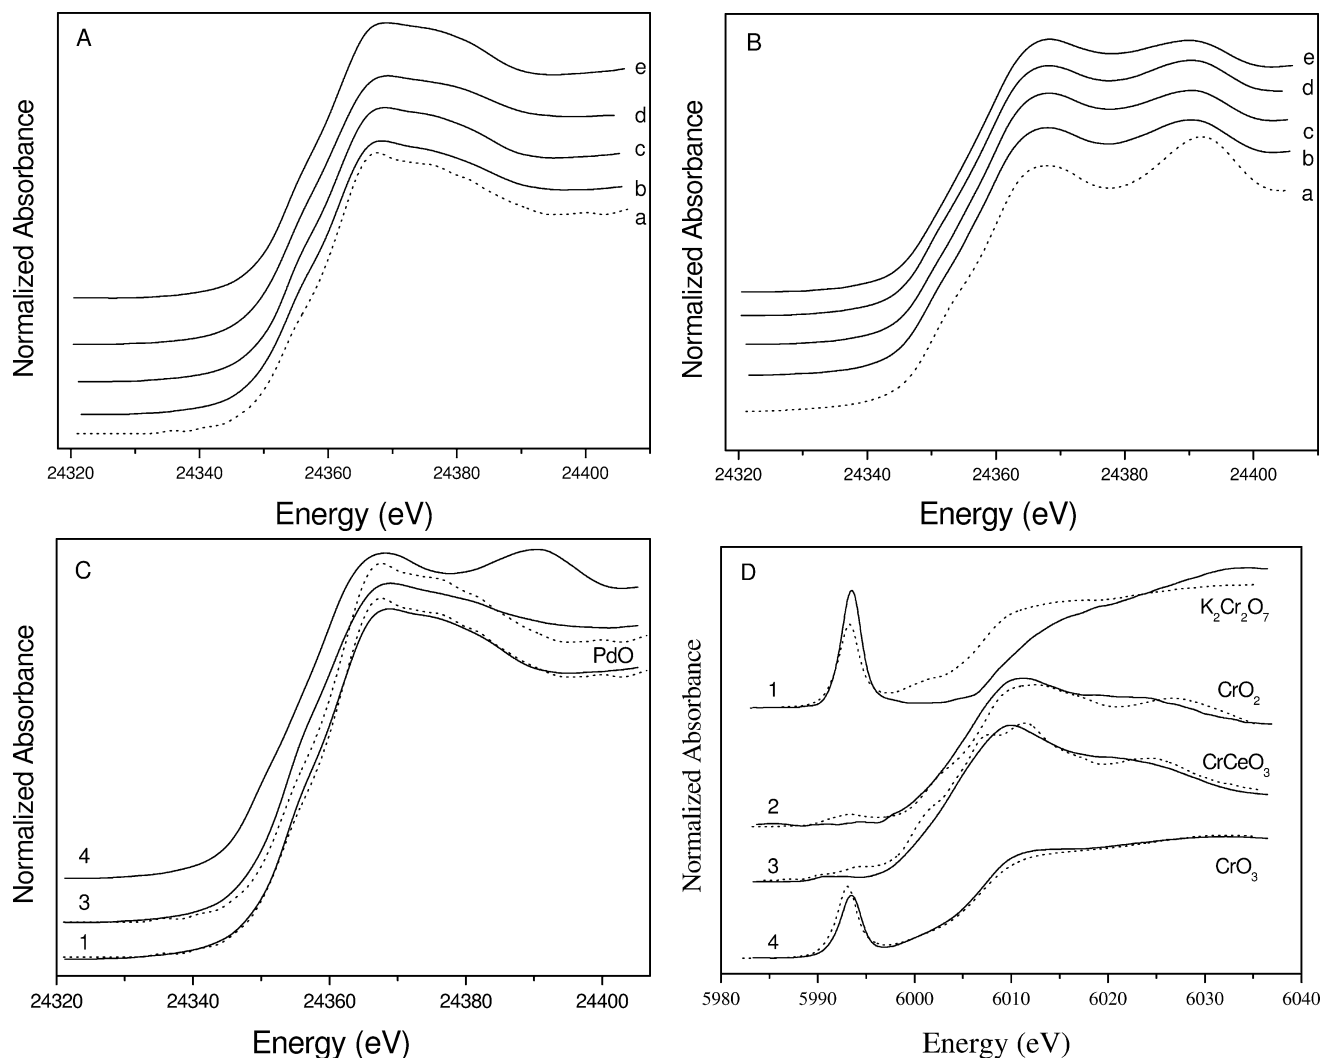 A
e
d
c
b
a
Normalized Absorbance
24320 24340 24360 24380 24400
Energy (eV)
B
e
d
c
b
a
Normalized Absorbance
24320 24340 24360 24380 24400
Energy (eV)
C
PdO
4
3
1
Normalized Absorbance
24320 24340 24360 24380 24400
Energy (eV)
D
K₂Cr₂O₇
1
CrO₂
CrCeO₃
2
3
CrO₃
4
Normalized Absorbance
5980 5990 6000 6010 6020 6030 6040
Energy (eV)